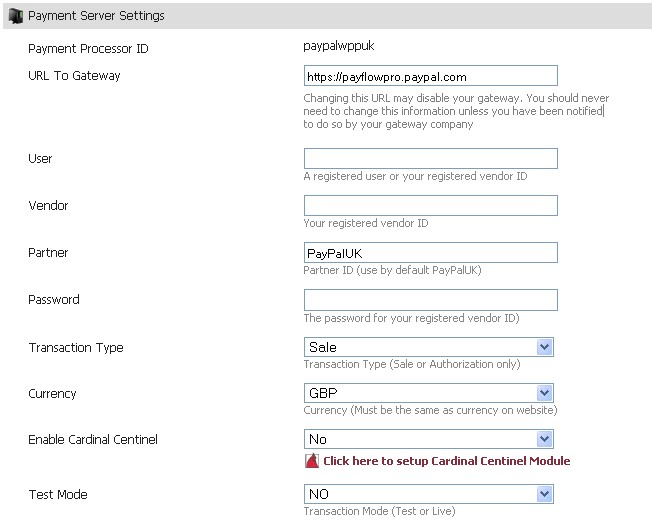 Payment Server Settings
Payment Processor ID
paypalwppuk
URL To Gateway
https://payflowpro.paypal.com
Changing this URL may disable your gateway. You should never
need to change this information unless you have been notified
to do so by your gateway company
User
A registered user or your registered vendor ID
Vendor
Your registered vendor ID
Partner
PayPalUK
Partner ID (use by default PayPalUK)
Password
The password for your registered vendor ID)
Transaction Type
Sale
Transaction Type (Sale or Authorization only)
Currency
GBP
Currency (Must be the same as currency on website)
Enable Cardinal Centinel
No
Click here to setup Cardinal Centinel Module
Test Mode
NO
Transaction Mode (Test or Live)